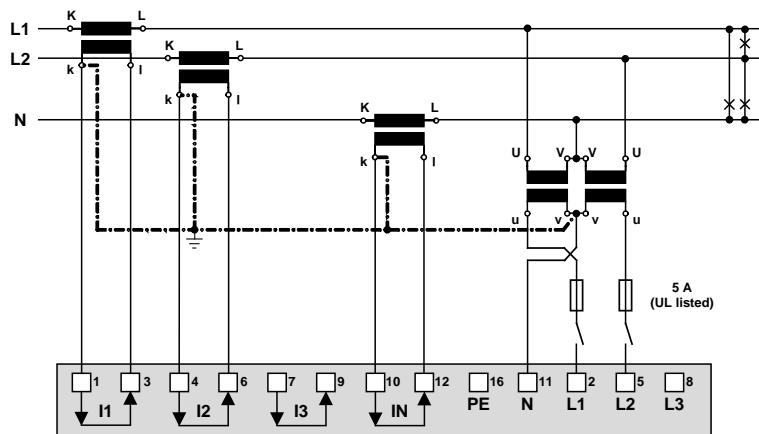 K L
L1
K L
L2
k l
k l
K L
N
k l
U V V U
u v v u
5 A
(UL listed)
1 3 4 6 7 9 10 12 16 11 2 5 8
I1 I2 I3 IN PE N L1 L2 L3